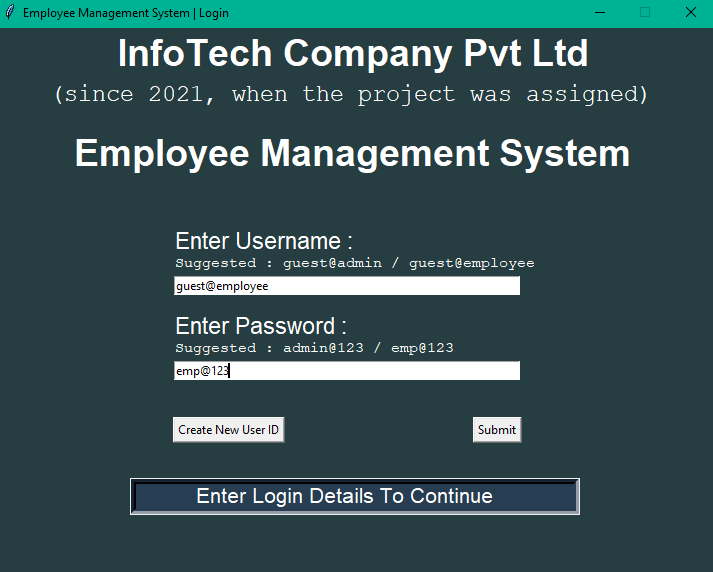 Employee Management System | Login
InfoTech Company Pvt Ltd
(since 2021, when the project was assigned)
Employee Management System
Enter Username :
Suggested : guest@admin / guest@employee
guest@employee
Enter Password :
Suggested : admin@123 / emp@123
emp@123
Create New User ID
Submit
Enter Login Details To Continue